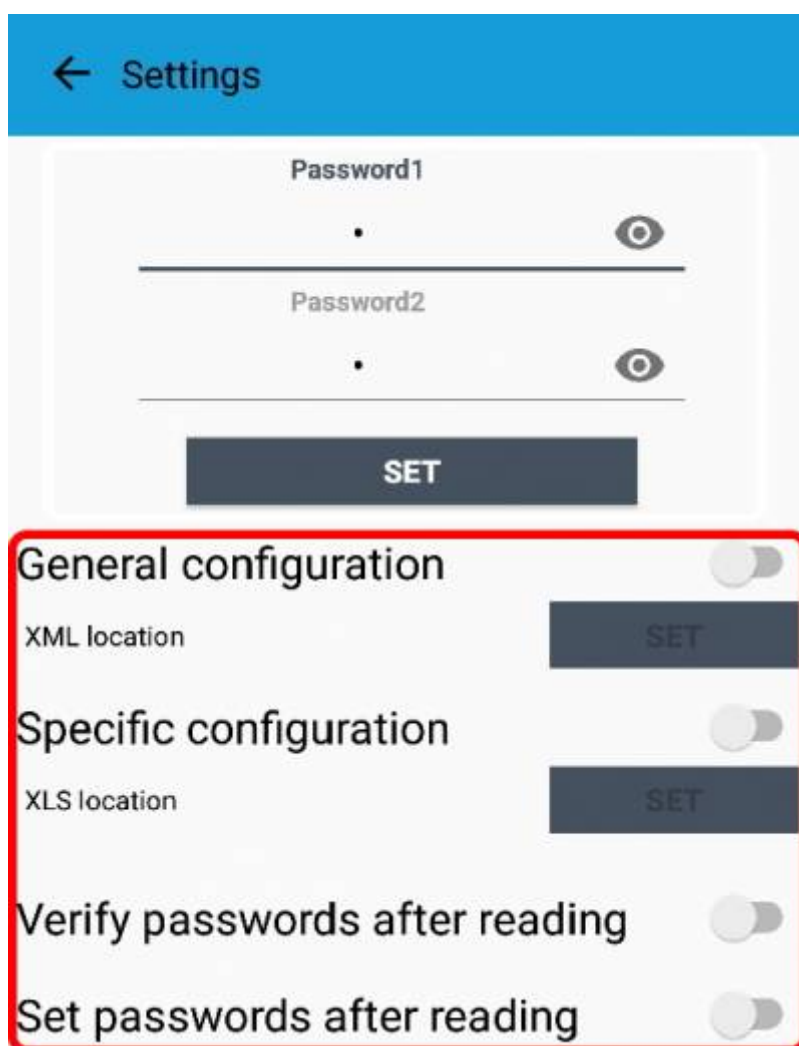 Settings
Password1
•
Password2
•
SET
General configuration
XML location
SET
Specific configuration
XLS location
SET
Verify passwords after reading
Set passwords after reading